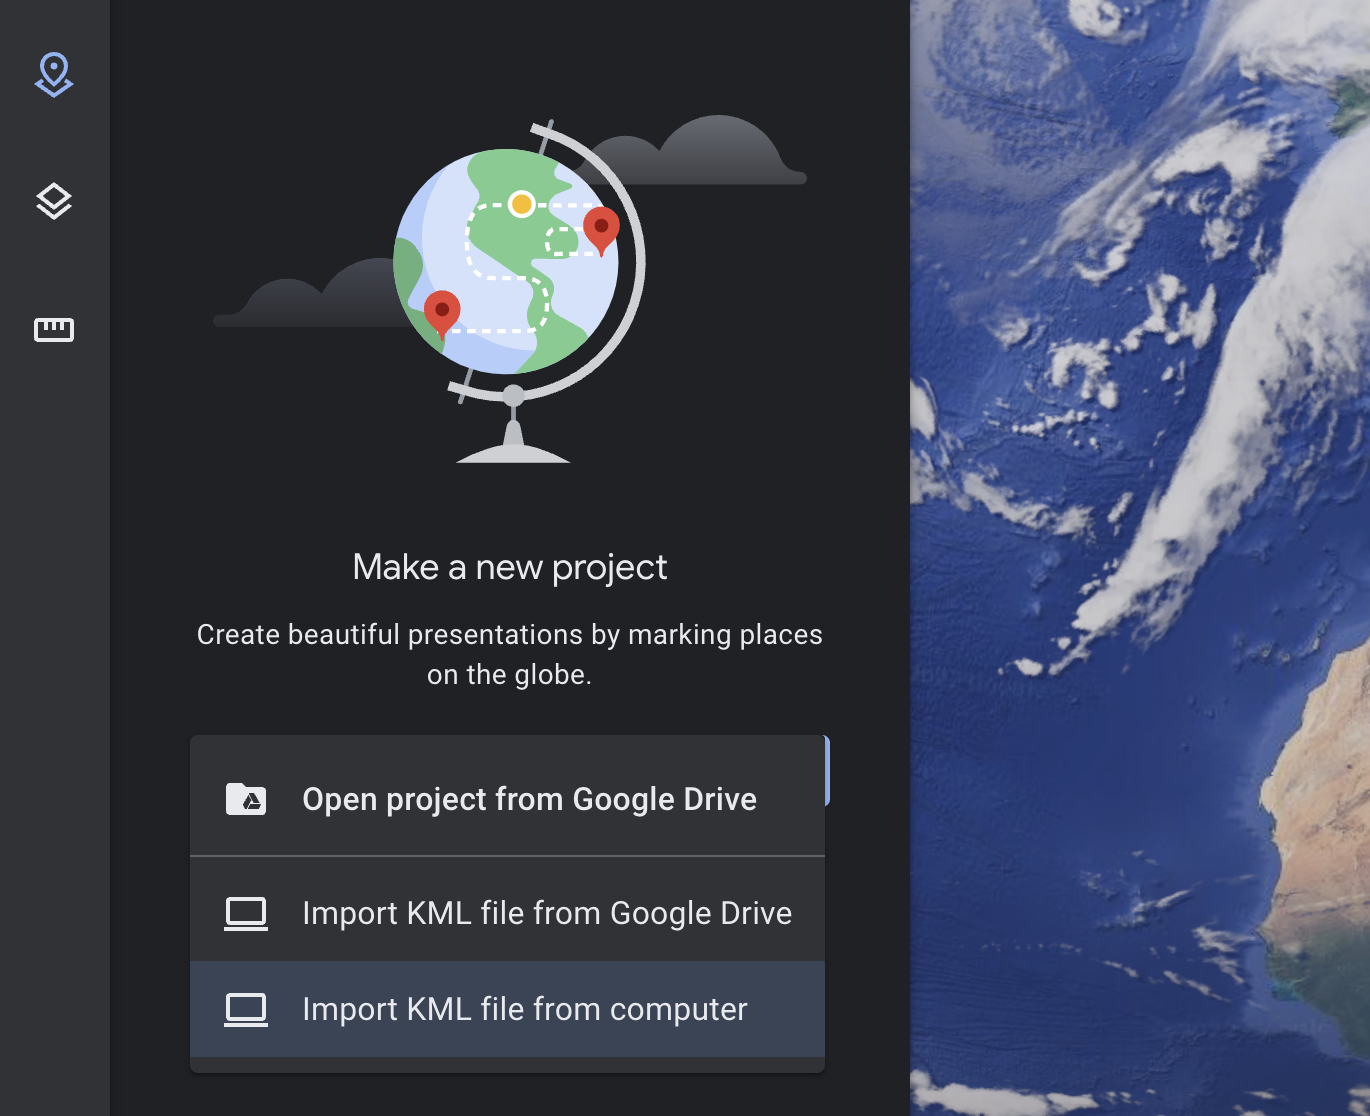 Make a new project
Create beautiful presentations by marking places
on the globe.
Open project from Google Drive
Import KML file from Google Drive
Import KML file from computer